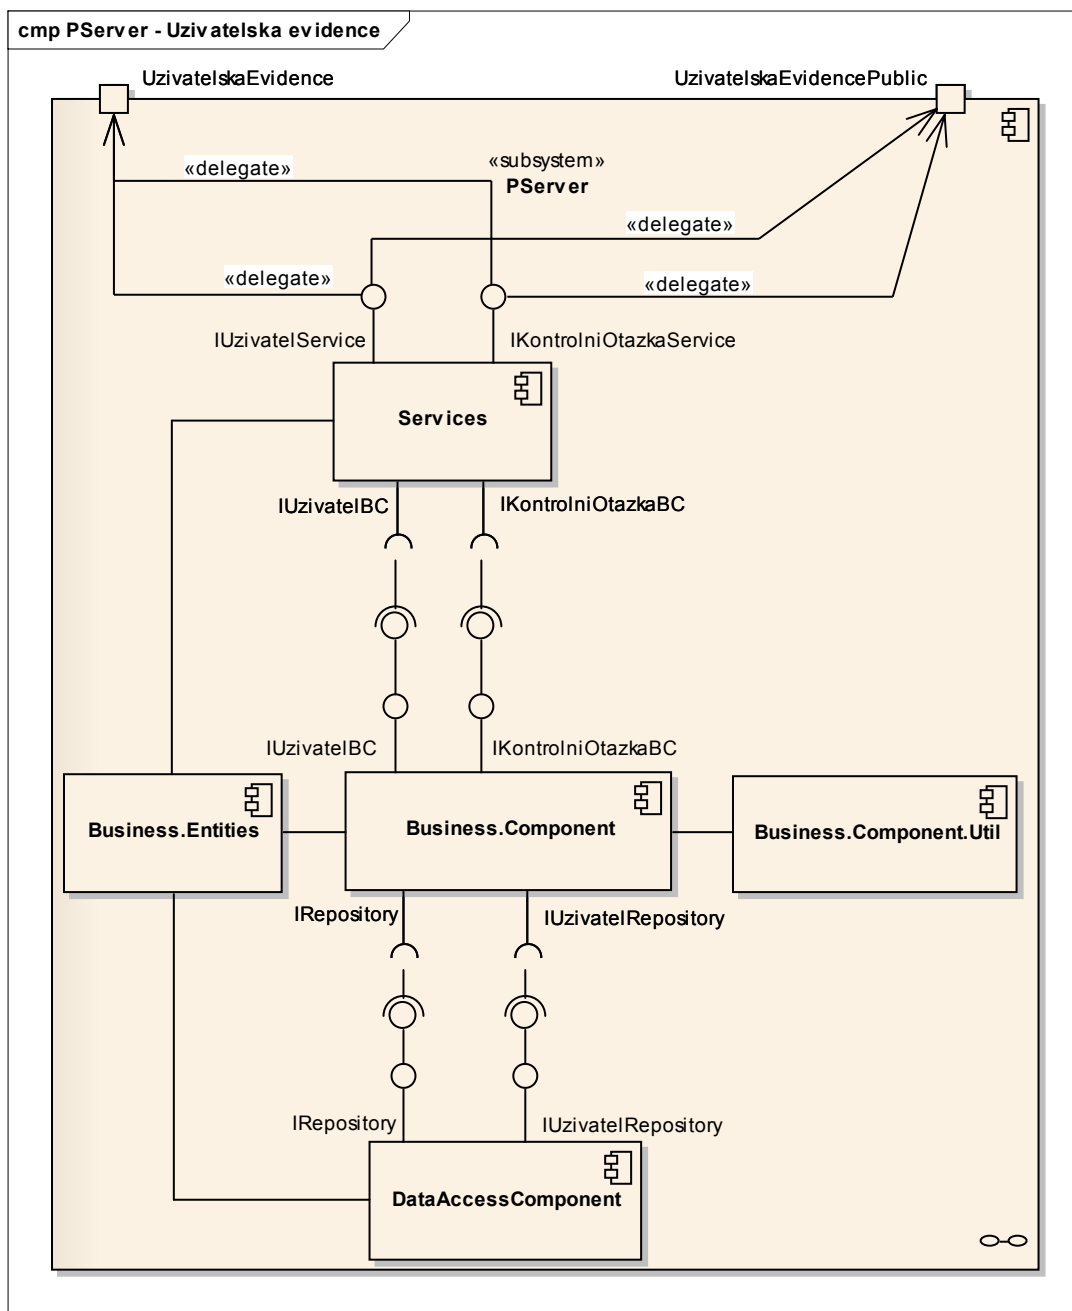 cmp PServer - Uzivatelska evidence
UzivatelskaEvidence
UzivatelskaEvidencePublic
«subsystem»
PServer
«delegate»
«delegate»
«delegate»
«delegate»
IUzivatelService
IKontrolniOtazkaService
Services
IUzivatelBC
IKontrolniOtazkaBC
IUzivatelBC
IKontrolniOtazkaBC
Business.Entities
Business.Component
Business.Component.Util
IRepository
IUzivatelRepository
IRepository
IUzivatelRepository
DataAccessComponent